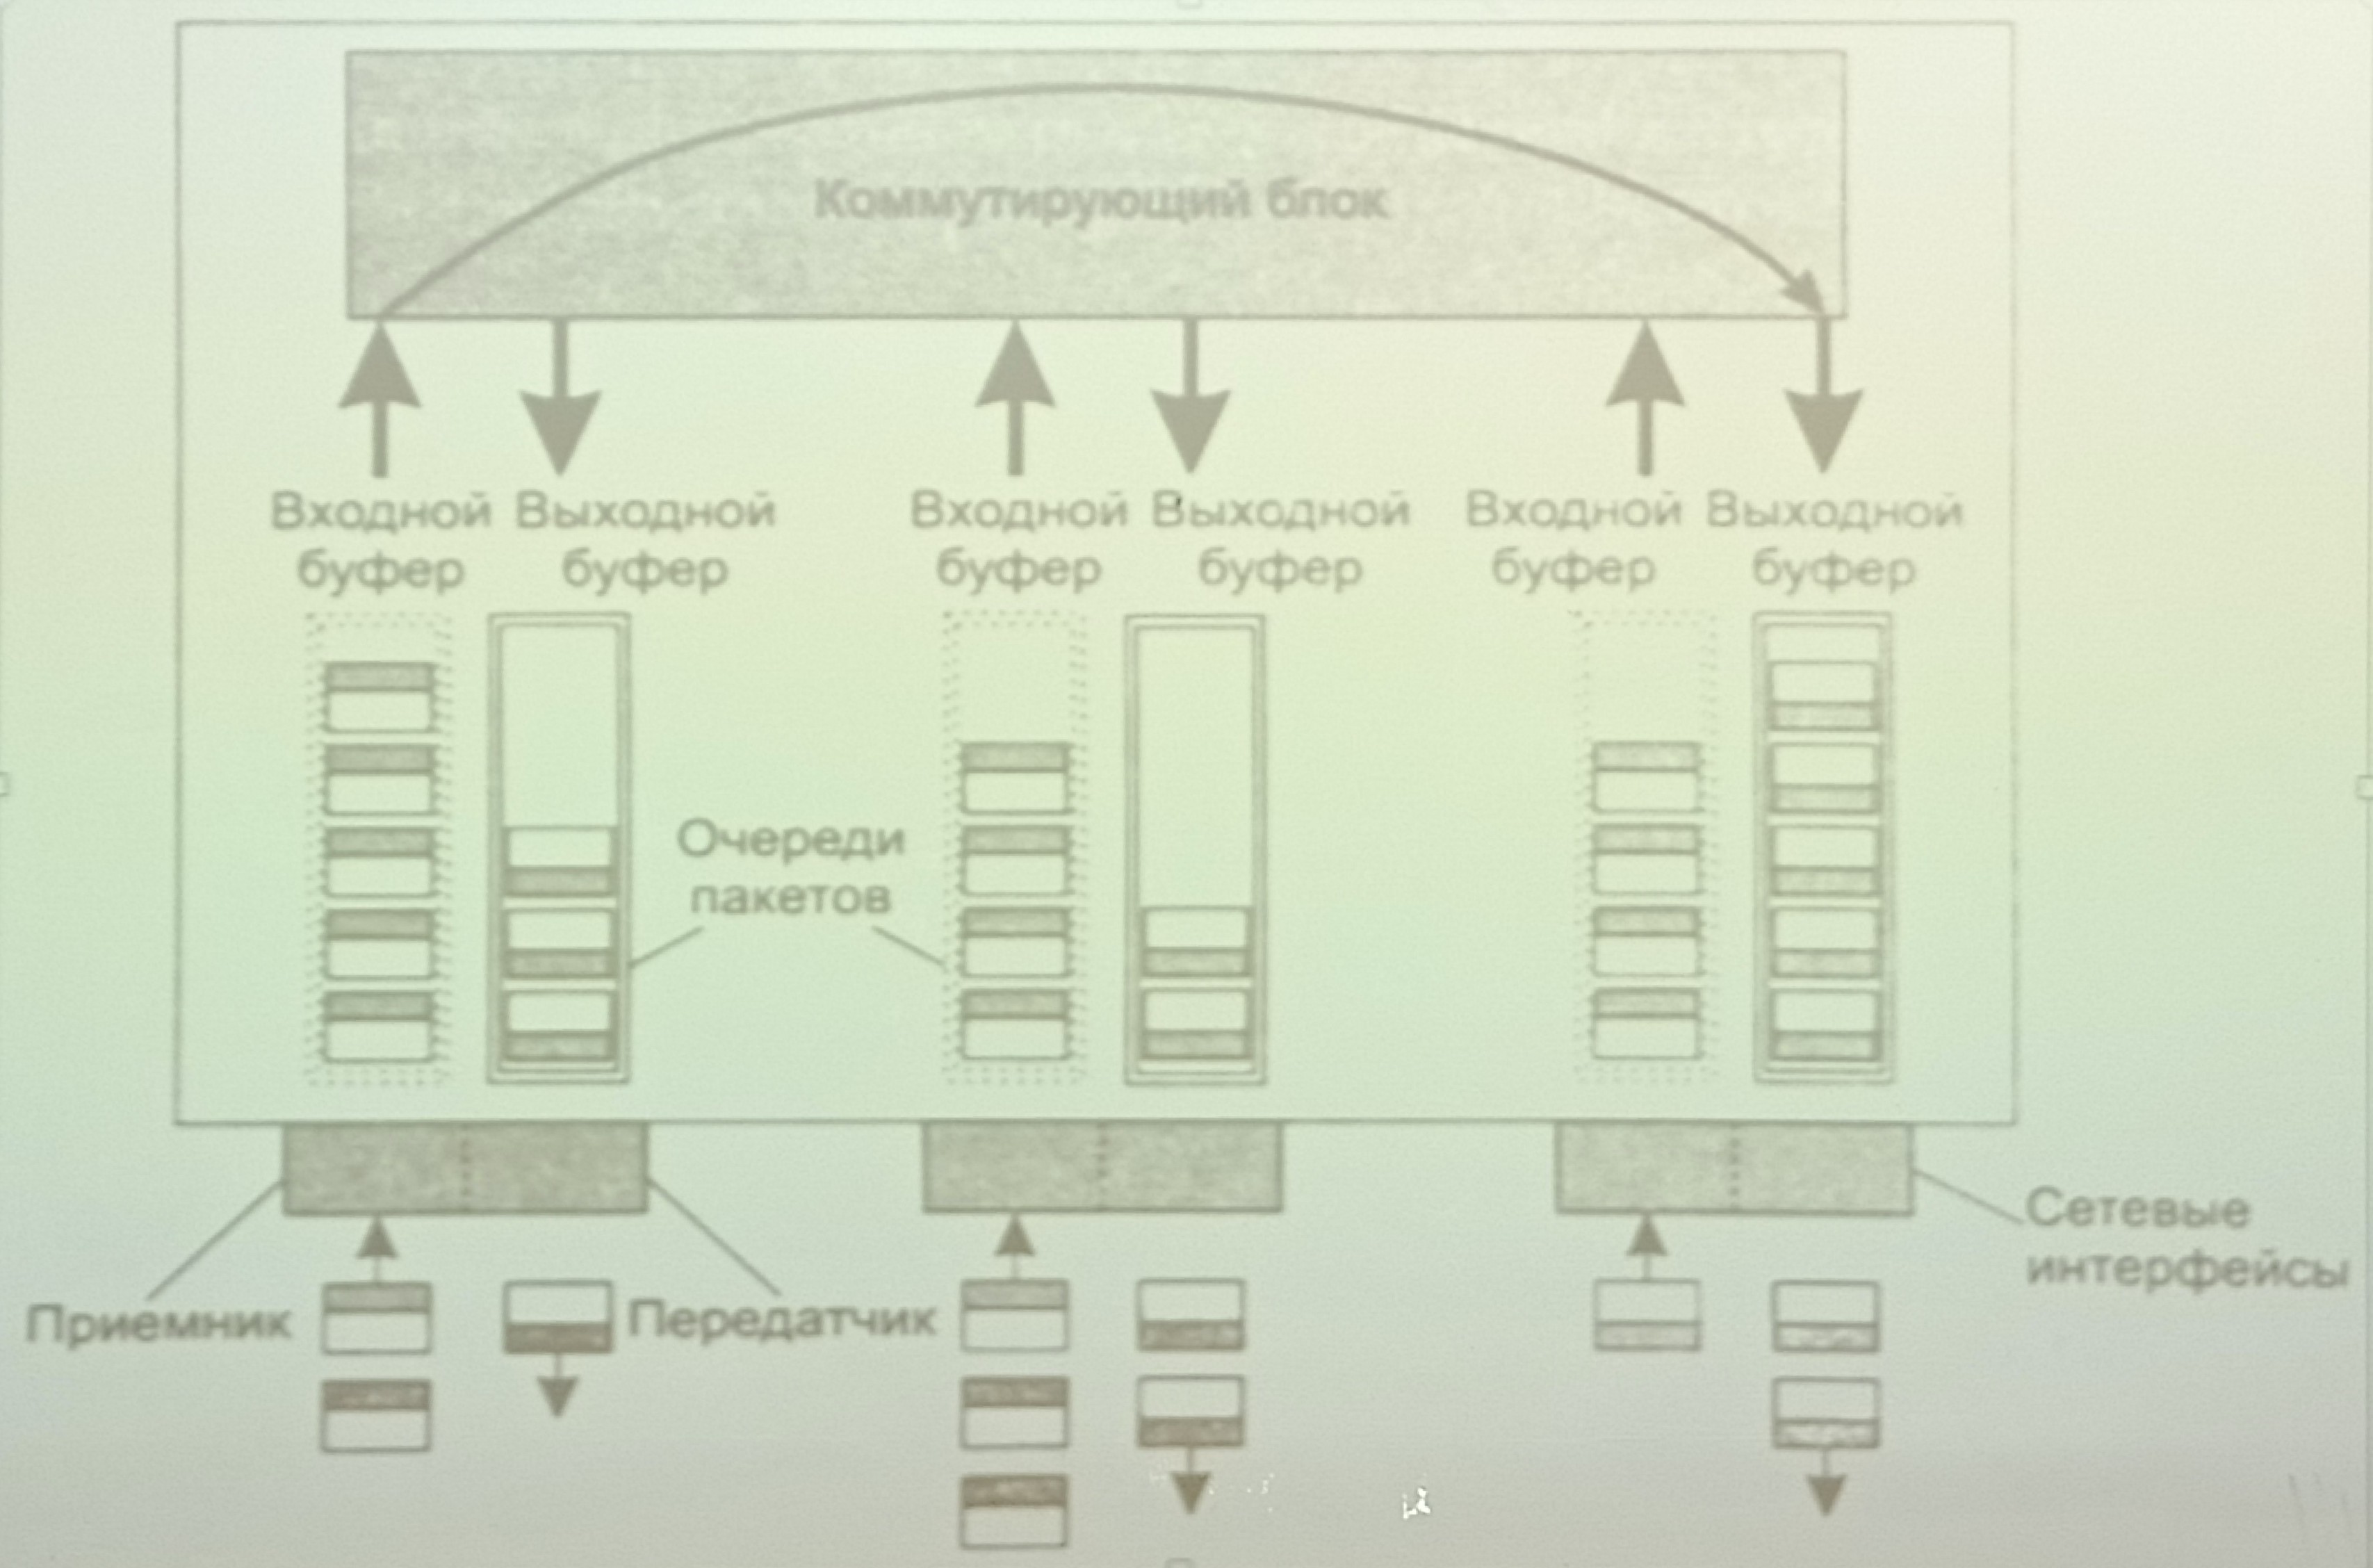 Коммутирующий блок
Входной буфер
Выходной буфер
Входной буфер
Выходной буфер
Входной буфер
Выходной буфер
Очереди
пакетов
Приемник
Передатчик
Сетевые
интерфейсы